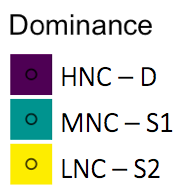 Dominance
HNC – D
MNC – S1
LNC – S2